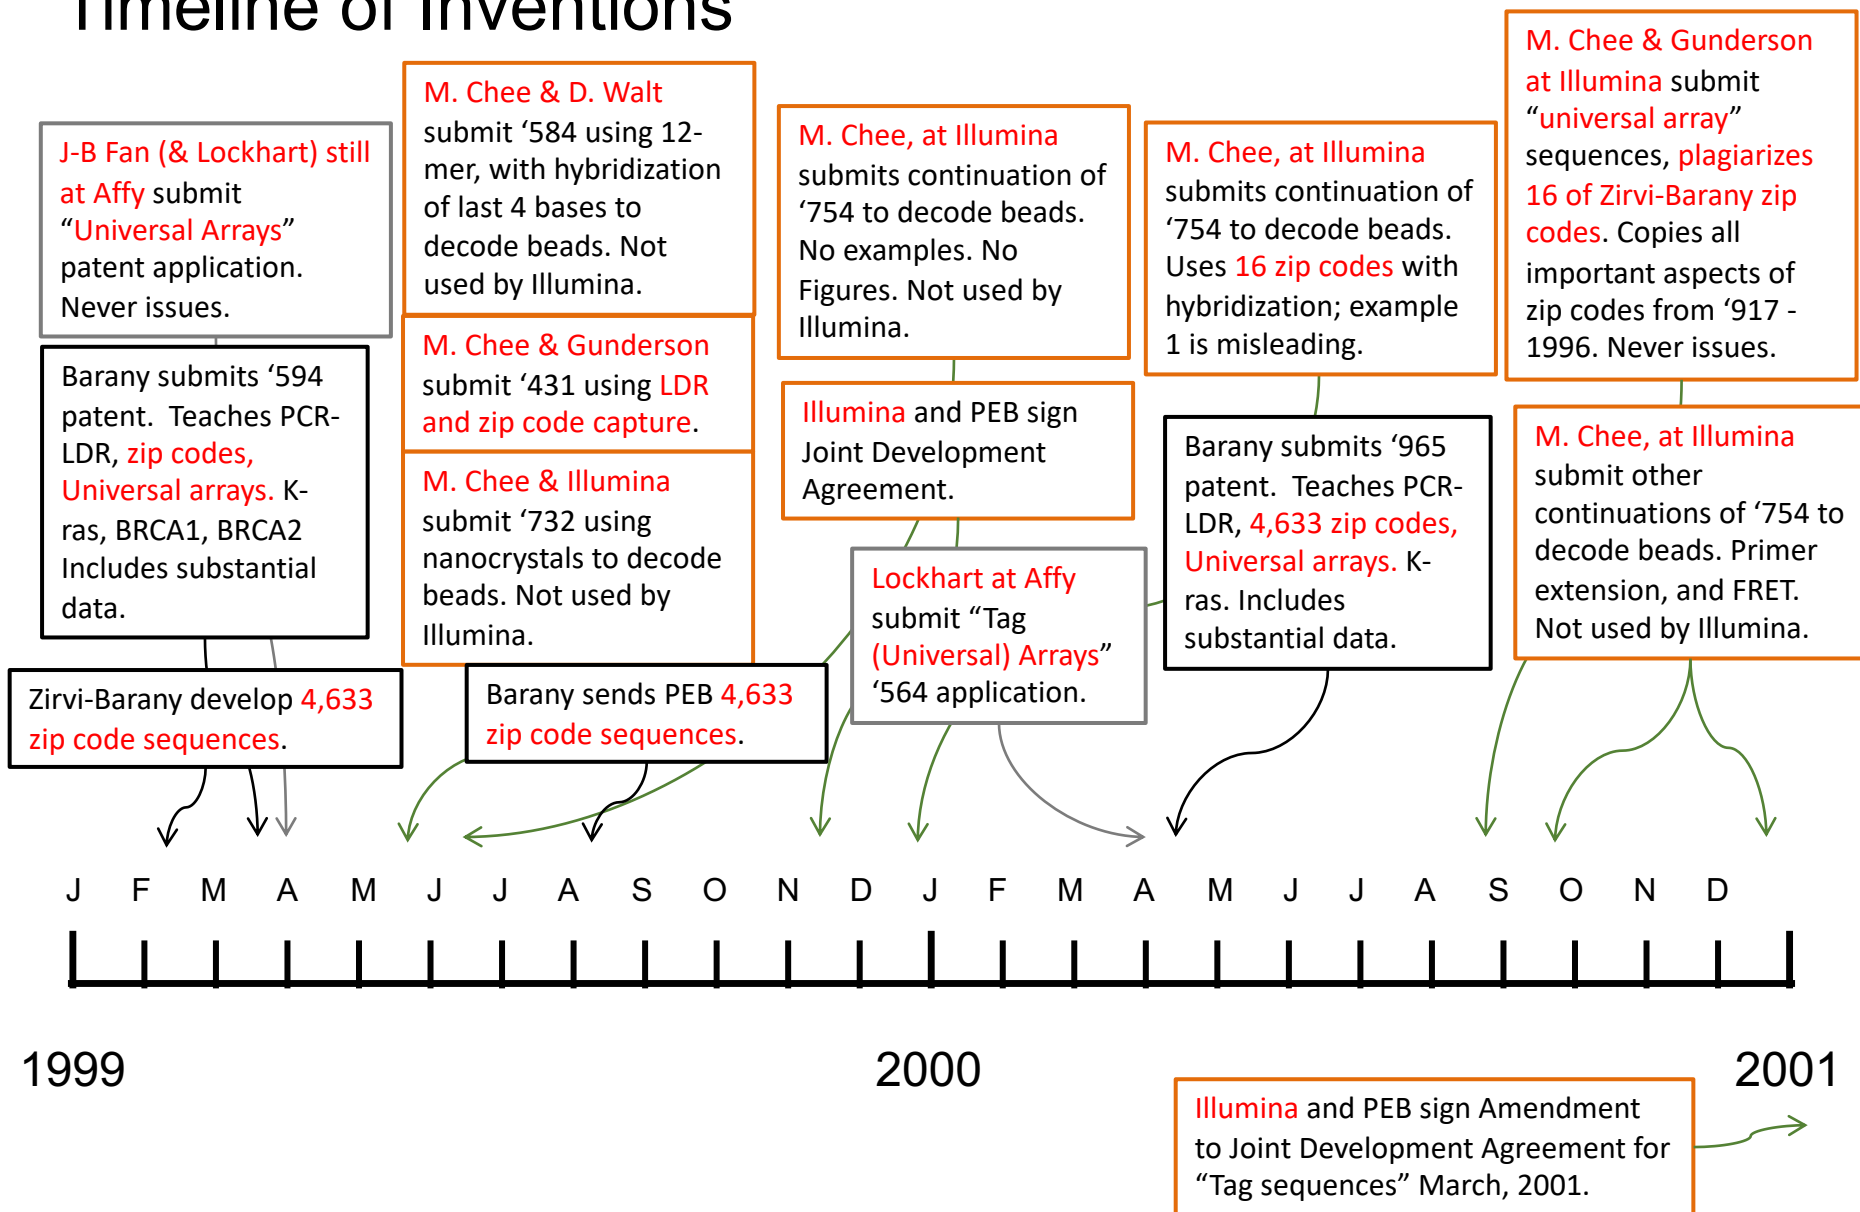 Timeline of Inventions
J-B Fan (& Lockhart) still
at Affy submit
“Universal Arrays”
patent application.
Never issues.
Barany submits ‘594
patent. Teaches PCR-
LDR, zip codes,
Universal arrays. K-
ras, BRCA1, BRCA2
Includes substantial
data.
Zirvi-Barany develop 4,633
zip code sequences.
M. Chee & D. Walt
submit ‘584 using 12-
mer, with hybridization
of last 4 bases to
decode beads. Not
used by Illumina.
M. Chee & Gunderson
submit ‘431 using LDR
and zip code capture.
M. Chee & Illumina
submit ‘732 using
nanocrystals to decode
beads. Not used by
Illumina.
Barany sends PEB 4,633
zip code sequences.
M. Chee, at Illumina
submits continuation of
‘754 to decode beads.
No examples. No
Figures. Not used by
Illumina.
Illumina and PEB sign
Joint Development
Agreement.
Lockhart at Affy
submit “Tag
(Universal) Arrays”
‘564 application.
M. Chee, at Illumina
submits continuation of
‘754 to decode beads.
Uses 16 zip codes with
hybridization; example
1 is misleading.
Barany submits ‘965
patent. Teaches PCR-
LDR, 4,633 zip codes,
Universal arrays. K-
ras. Includes
substantial data.
M. Chee & Gunderson
at Illumina submit
“universal array”
sequences, plagiarizes
16 of Zirvi-Barany zip
codes. Copies all
important aspects of
zip codes from ‘917 -
1996. Never issues.
M. Chee, at Illumina
submit other
continuations of ‘754 to
decode beads. Primer
extension, and FRET.
Not used by Illumina.
J F M A M J J A S O N D J F M A M J J A S O N D
1999 2000 2001
Illumina and PEB sign Amendment
to Joint Development Agreement for
“Tag sequences” March, 2001.